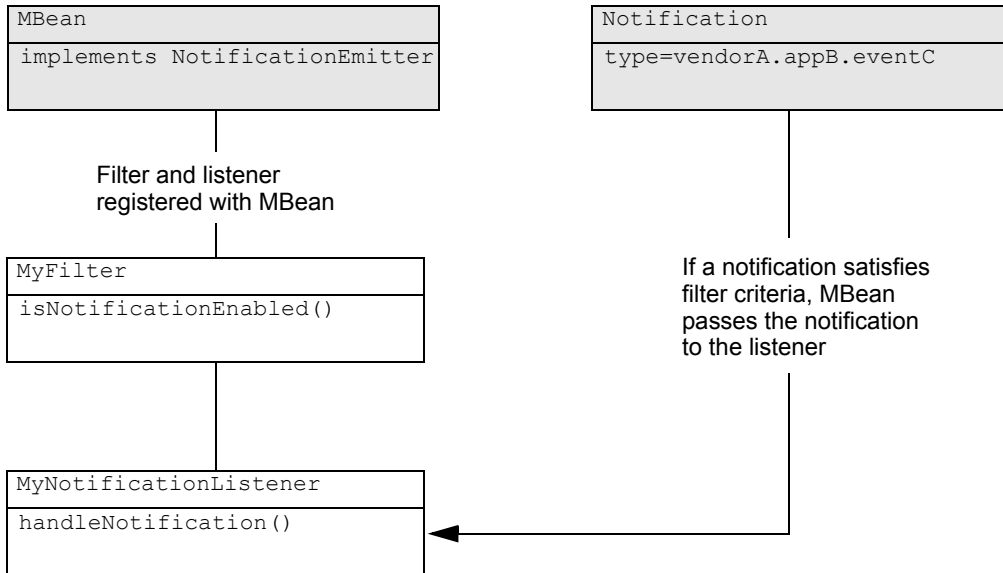 MBean
implements NotificationEmitter
Notification
type=vendorA.appB.eventC
Filter and listener
registered with MBean
MyFilter
isNotificationEnabled()
If a notification satisfies
filter criteria, MBean
passes the notification
to the listener
MyNotificationListener
handleNotification()